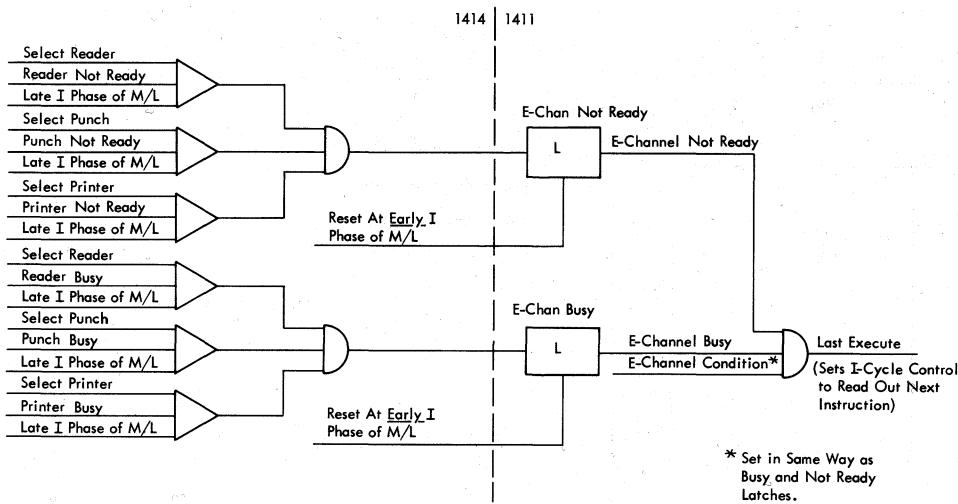 1414 | 1411
Select Reader
Reader Not Ready
Late I Phase of M/L
Select Punch
Punch Not Ready
Late I Phase of M/L
Select Printer
Printer Not Ready
Late I Phase of M/L
E-Chan Not Ready
L
E-Channel Not Ready
Reset At Early I
Phase of M/L
Select Reader
Reader Busy
Late I Phase of M/L
Select Punch
Punch Busy
Late I Phase of M/L
Select Printer
Printer Busy
Late I Phase of M/L
E-Chan Busy
L
E-Channel Busy
E-Channel Condition*
Last Execute
(Sets I-Cycle Control
to Read Out Next
Instruction)
Reset At Early I
Phase of M/L
* Set in Same Way as
Busy and Not Ready
Latches.